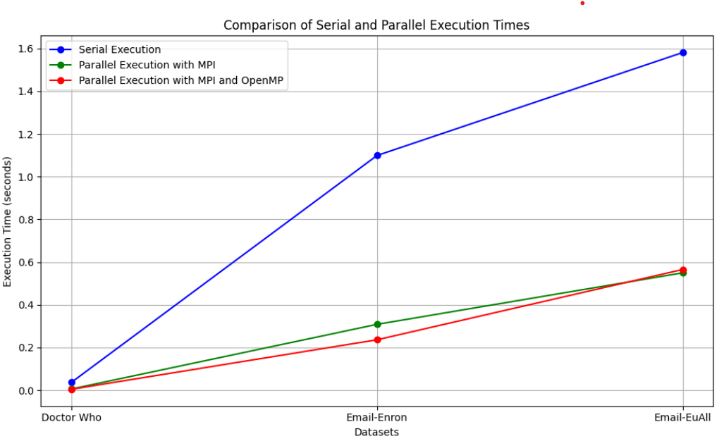 Comparison of Serial and Parallel Execution Times
Serial Execution
Parallel Execution with MPI
Parallel Execution with MPI and OpenMP
Execution Time (seconds)
1.6
1.4
1.2
1.0
0.8
0.6
0.4
0.2
0.0
Doctor Who Email-Enron Email-EuAll
Datasets